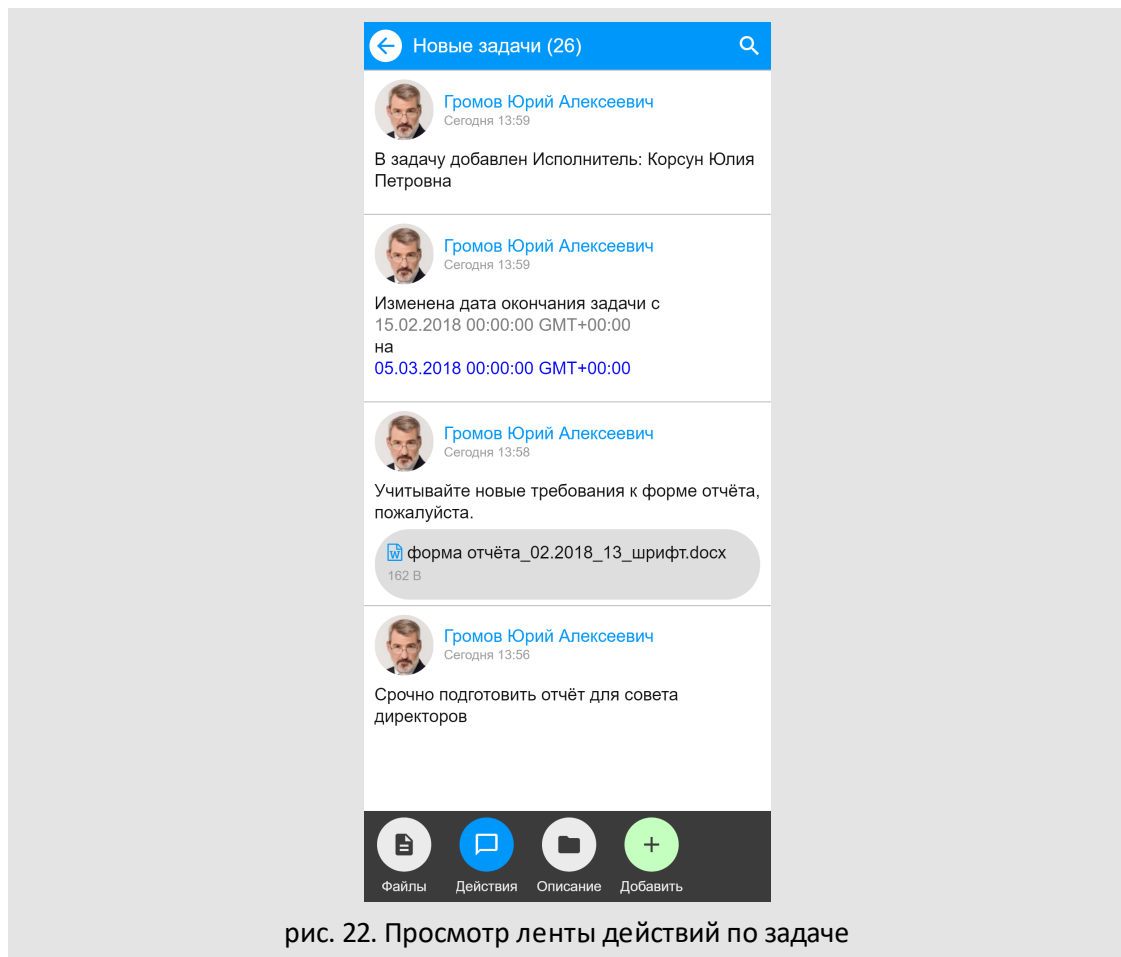 Новые задачи (26)
Громов Юрий Алексеевич
Сегодня 13:59
В задачу добавлен Исполнитель: Корсун Юлия
Петровна
Громов Юрий Алексеевич
Сегодня 13:59
Изменена дата окончания задачи с
15.02.2018 00:00:00 GMT+00:00
на
05.03.2018 00:00:00 GMT+00:00
Громов Юрий Алексеевич
Сегодня 13:58
Учитывайте новые требования к форме отчёта,
пожалуйста.
форма отчёта_02.2018_13_шрифт.docx
162 B
Громов Юрий Алексеевич
Сегодня 13:56
Срочно подготовить отчёт для совета
директоров
Файлы Действия Описание Добавить
рис. 22. Просмотр ленты действий по задаче